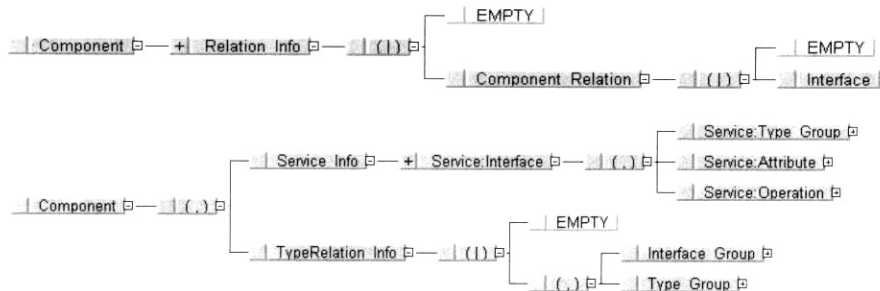 EMPTY
Component + Relation Info ( | )
Component Relation ( | ) EMPTY
Interface
Service:Type Group
Service Info + Service:Interface ( , ) Service:Attribute
Service:Operation
Component ( , )
EMPTY
TypeRelation Info ( | ) Interface Group
( , ) Type Group